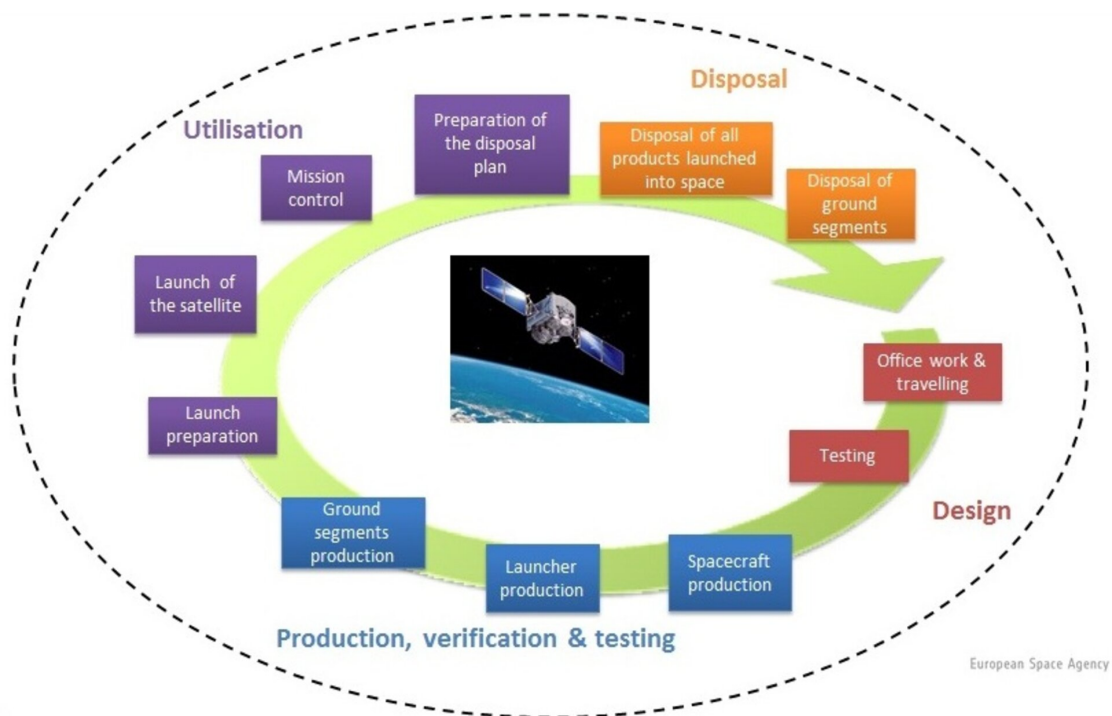 Disposal
Utilisation
Preparation
of the disposal
plan
Disposal of all
products launched
into space
Mission
control
Disposal of
ground
segments
Launch of
the satellite
Office work &
travelling
Launch
preparation
Testing
Ground
segments
production
Design
Launcher
production
Spacecraft
production
Production, verification & testing
European Space Agency